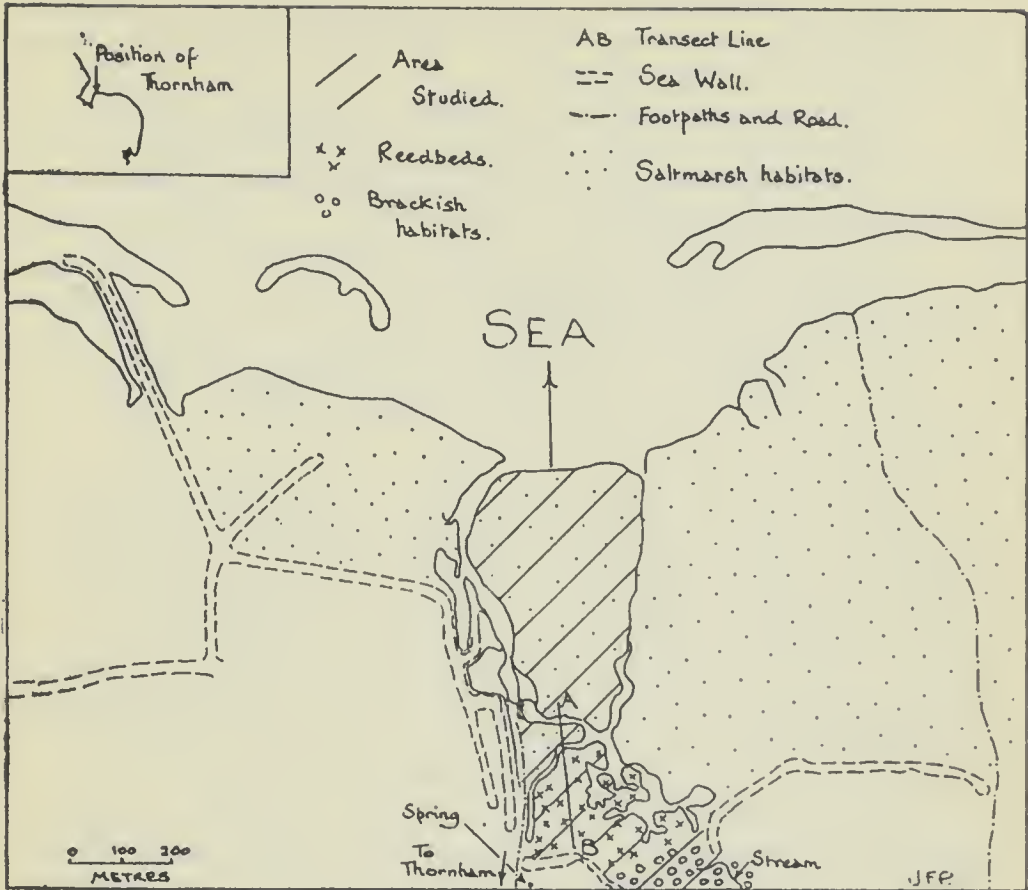 Position of
Thornham
Area
Studied.
Reedbeds.
Brackish
habitats.
AB Transect Line
Sea Wall.
Footpaths and Road.
Saltmarsh habitats.
SEA
A
B
Spring
To
Thornham
Stream
0 100 200
METRES
JFP